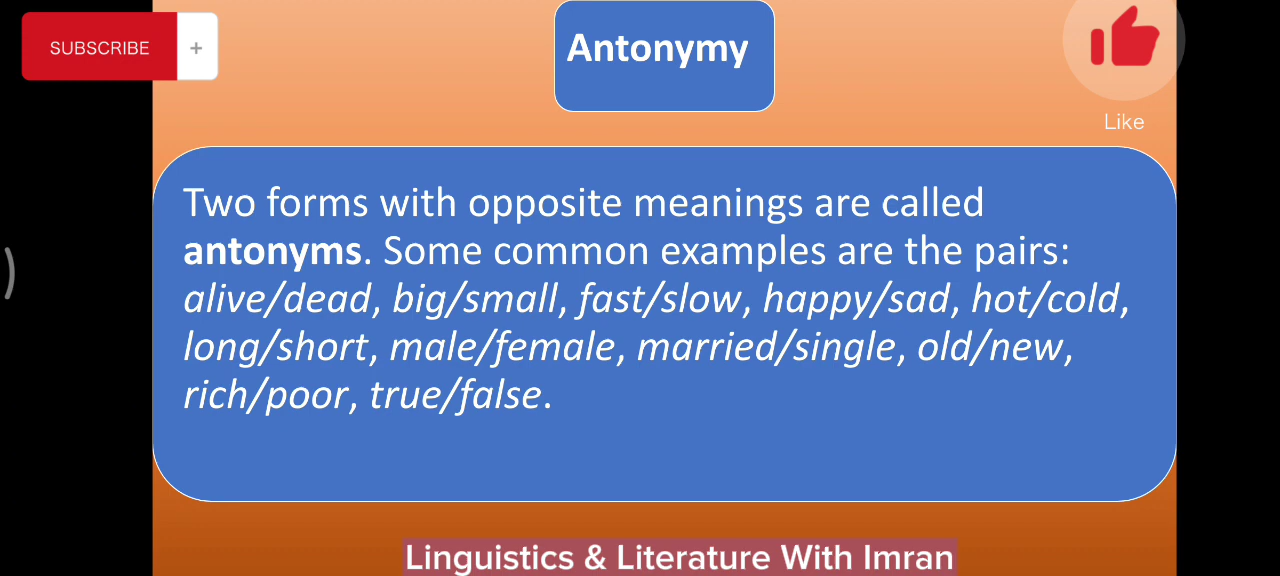 SUBSCRIBE +
Antonymy
Like
Two forms with opposite meanings are called
antonyms. Some common examples are the pairs:
alive/dead, big/small, fast/slow, happy/sad, hot/cold,
long/short, male/female, married/single, old/new,
rich/poor, true/false.
Linguistics & Literature With Imran